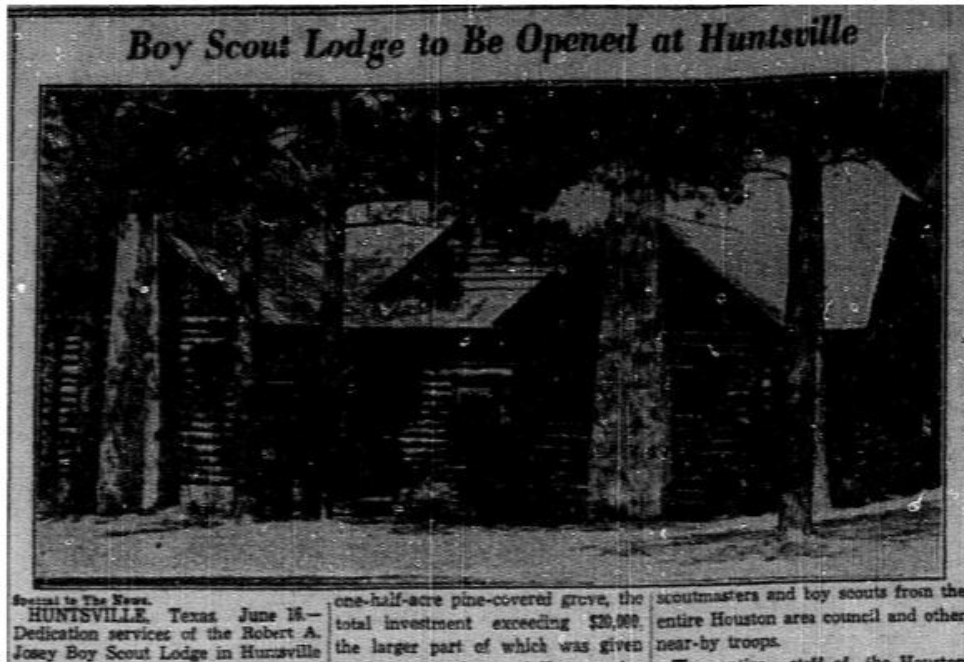 Boy Scout Lodge to Be Opened at Huntsville
Special to The News.
HUNTSVILLE, Texas, June 16.—
Dedication services of the Robert A.
Josey Boy Scout Lodge in Huntsville
one-half-acre pine-covered grove, the
total investment exceeding $20,000,
the larger part of which was given
scoutmasters and boy scouts from the
entire Houston area council and other
near-by troops.
of the Houston